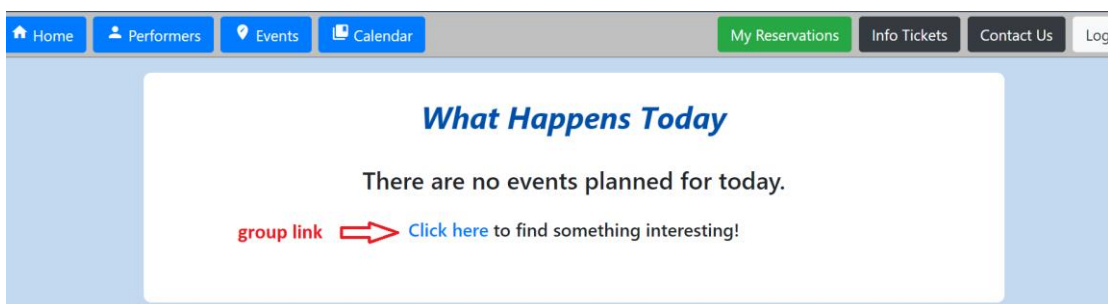 Home Performers Events Calendar My Reservations Info Tickets Contact Us
What Happens Today
There are no events planned for today.
group link Click here to find something interesting!